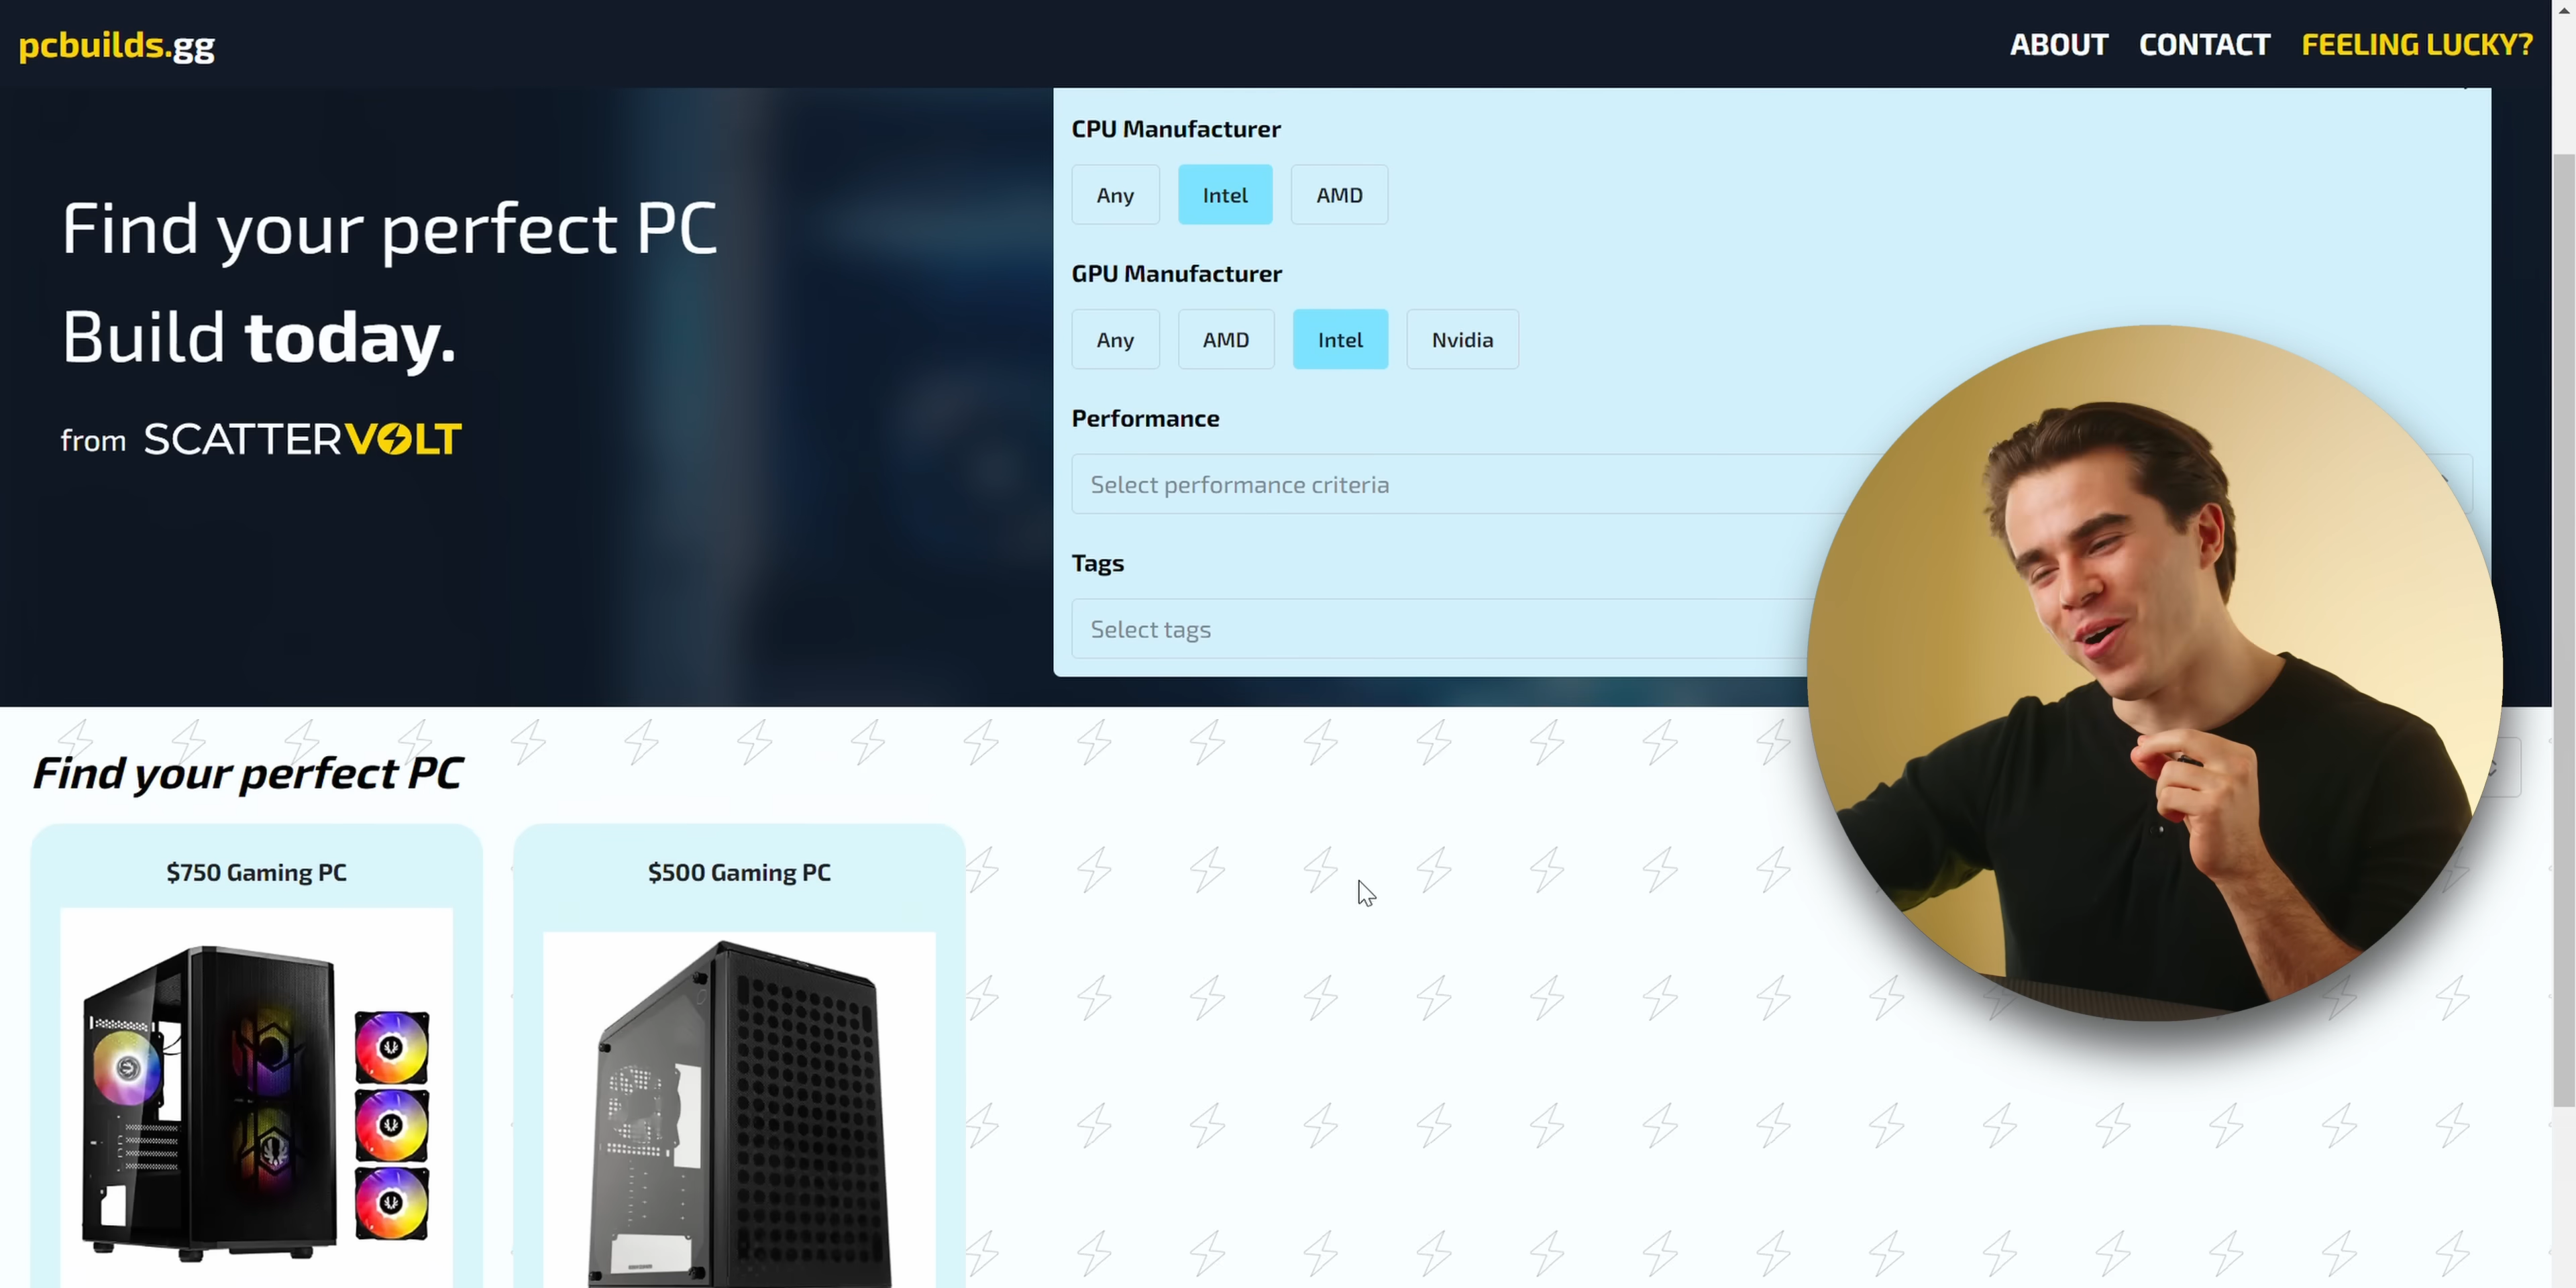 pcbuilds.gg
ABOUT CONTACT FEELING LUCKY?
Find your perfect PC
Build today.
from SCATTERVOLT
CPU Manufacturer
Any Intel AMD
GPU Manufacturer
Any AMD Intel Nvidia
Performance
Select performance criteria
Tags
Select tags
Find your perfect PC
$750 Gaming PC
$500 Gaming PC